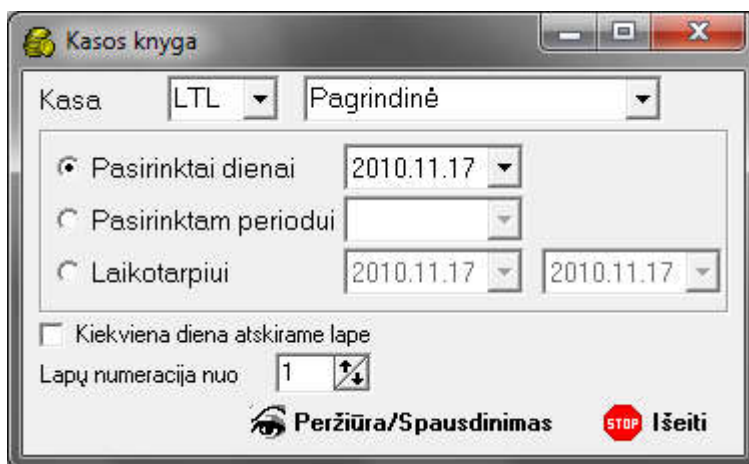 Kasos knyga
Kasa LTL Pagrindinė
Pasirinktai dienai 2010.11.17
Pasirinktam periodui
Laikotarpiui 2010.11.17 2010.11.17
Kiekviena diena atskirame lape
Lapų numeracija nuo 1
Peržiūra/Spausdinimas STOP Išeiti